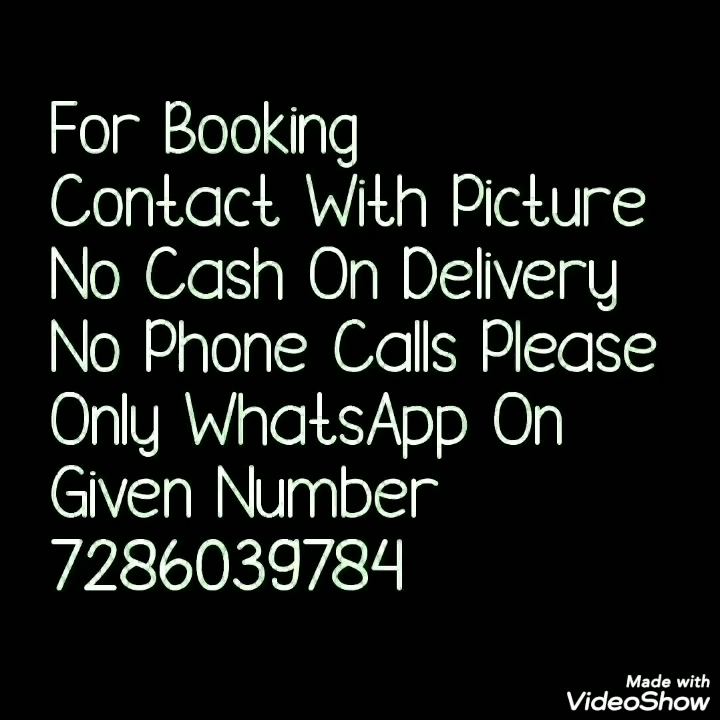 For Booking
Contact With Picture
No Cash On Delivery
No Phone Calls Please
Only WhatsApp On
Given Number
7286039784
Made with
VideoShow